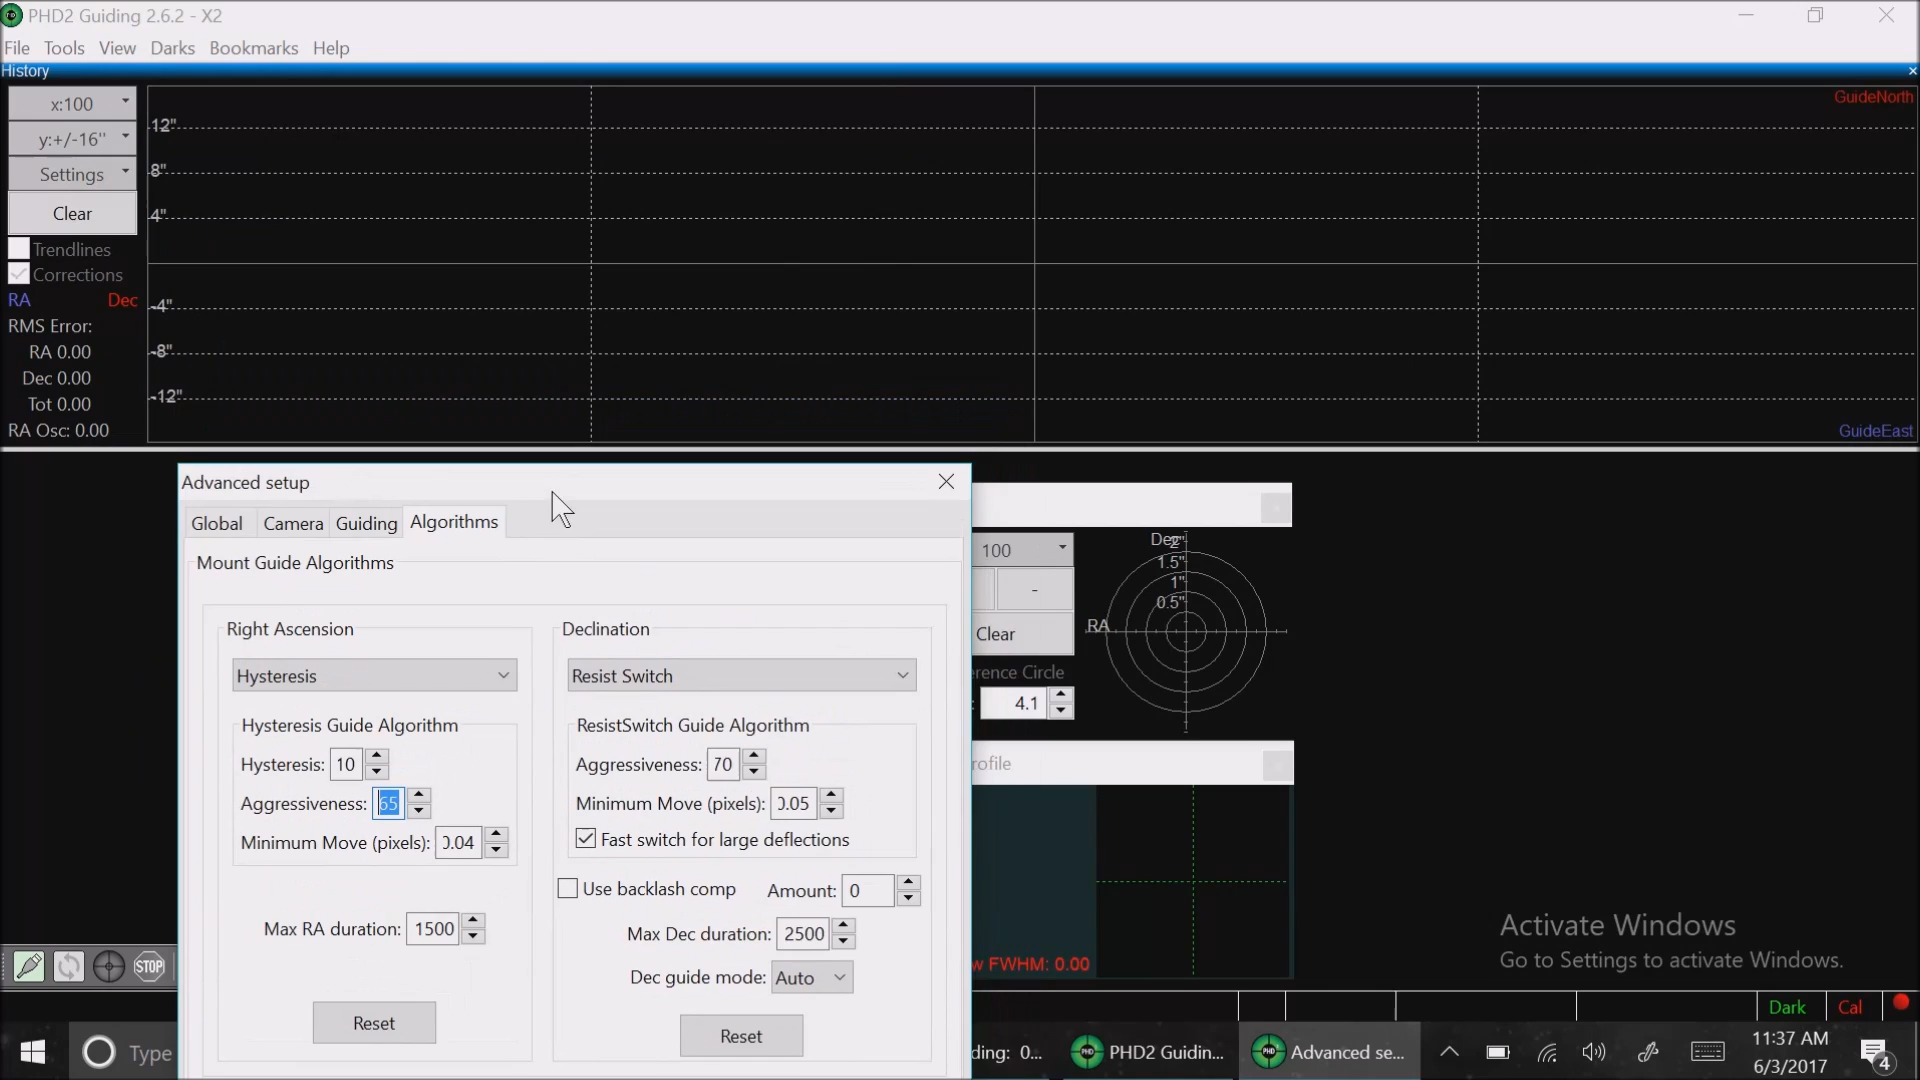 PHD2 Guiding 2.6.2 - X2
File Tools View Darks Bookmarks Help
History
x:100
y:+/-16"
Settings
Clear
Trendlines
Corrections
RA Dec
RMS Error:
RA 0.00
Dec 0.00
Tot 0.00
RA Osc: 0.00
12"
8"
4"
-4"
-8"
-12"
GuideNorth
GuideEast
Advanced setup
Global Camera Guiding Algorithms
Mount Guide Algorithms
Right Ascension
Hysteresis
Hysteresis Guide Algorithm
Hysteresis: 10
Aggressiveness: 65
Minimum Move (pixels): 0.04
Max RA duration: 1500
Reset
Declination
Resist Switch
ResistSwitch Guide Algorithm
Aggressiveness: 70
Minimum Move (pixels): 0.05
Fast switch for large deflections
Use backlash comp Amount: 0
Max Dec duration: 2500
Dec guide mode: Auto
Reset
100
-
Clear
erence Circle
: 4.1
Dec
2"
1.5"
1"
0.5"
RA
rofile
w FWHM: 0.00
STOP
Activate Windows
Go to Settings to activate Windows.
Dark Cal
Type
ding: 0...
PHD2 Guidin...
Advanced se...
11:37 AM
6/3/2017
4